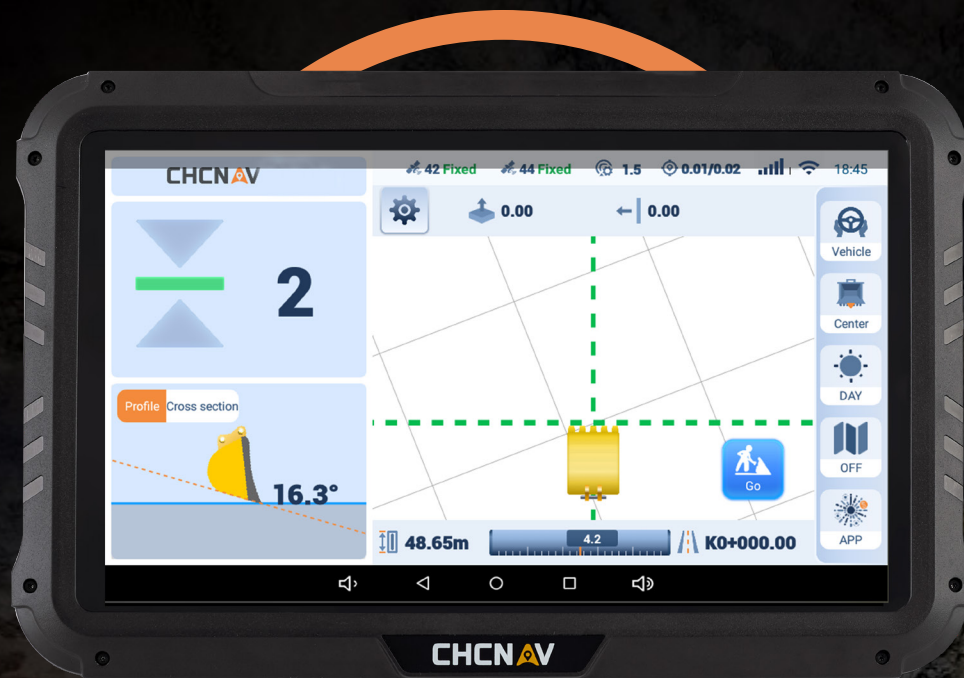 CHCNAV
42 Fixed
44 Fixed
1.5
0.01/0.02
18:45
0.00
0.00
2
Profile
Cross section
16.3°
Vehicle
Center
DAY
OFF
APP
Go
48.65m
4.2
K0+000.00
CHCNAV